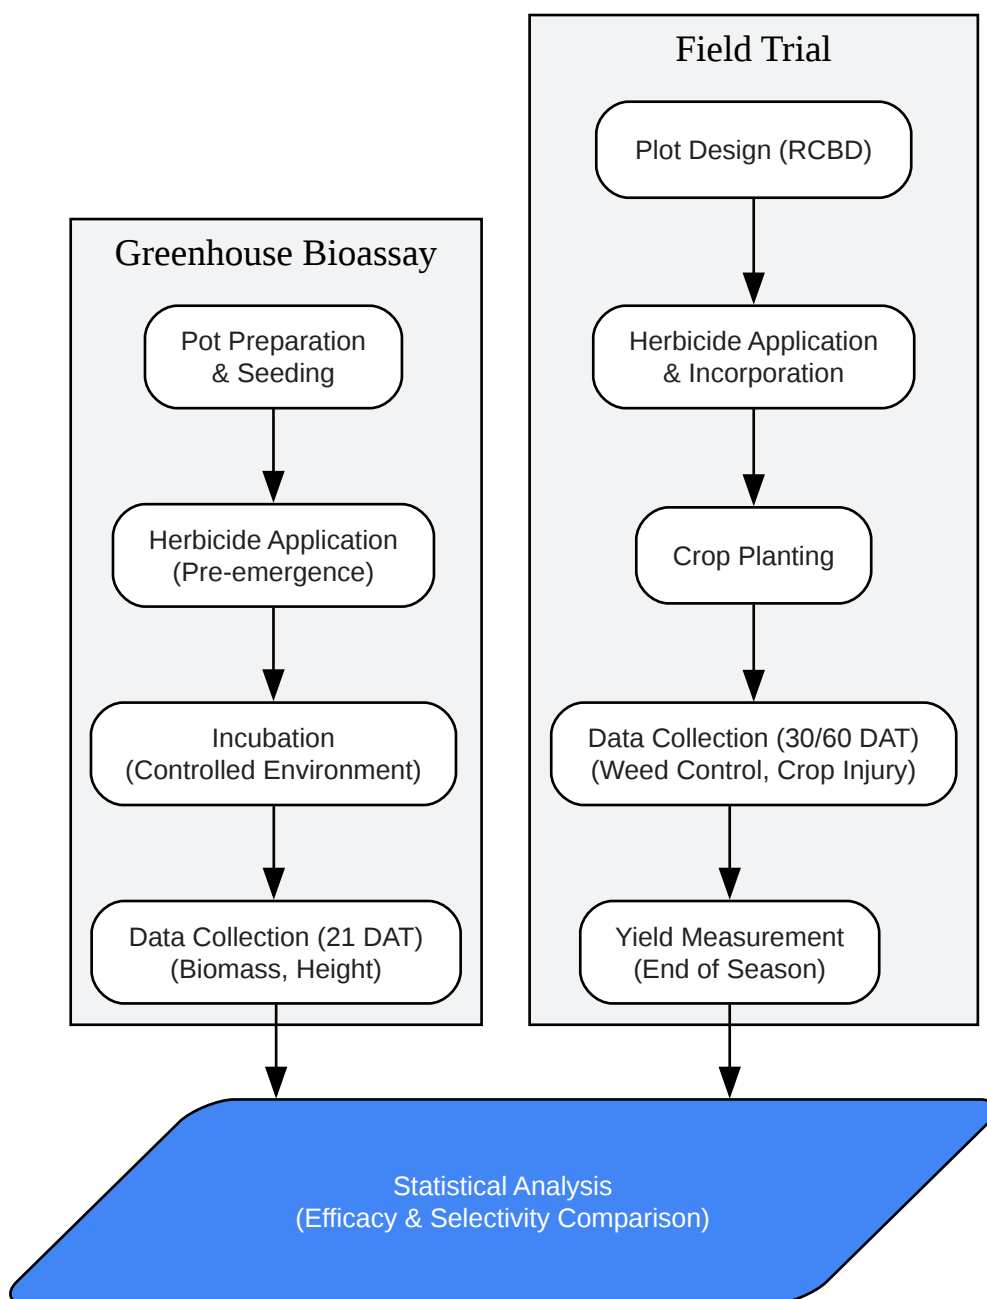 Greenhouse Bioassay
Pot Preparation
& Seeding
Herbicide Application
(Pre-emergence)
Incubation
(Controlled Environment)
Data Collection (21 DAT)
(Biomass, Height)
Field Trial
Plot Design (RCBD)
Herbicide Application
& Incorporation
Crop Planting
Data Collection (30/60 DAT)
(Weed Control, Crop Injury)
Yield Measurement
(End of Season)
Statistical Analysis
(Efficacy & Selectivity Comparison)